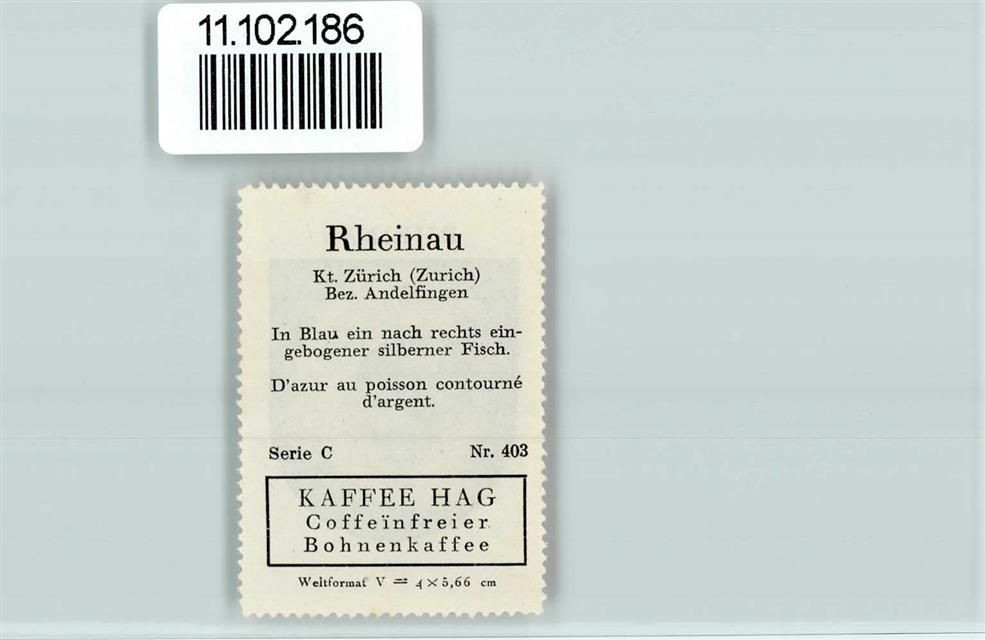 11.102.186
Rheinau
Kt. Zürich (Zurich)
Bez. Andelfingen
In Blau ein nach rechts ein-
gebogener silberner Fisch.
D'azur au poisson contourné
d'argent.
Serie C Nr. 403
KAFFEE HAG
Coffeïnfreier
Bohnenkaffee
Weltformat V = 4 × 5,66 cm